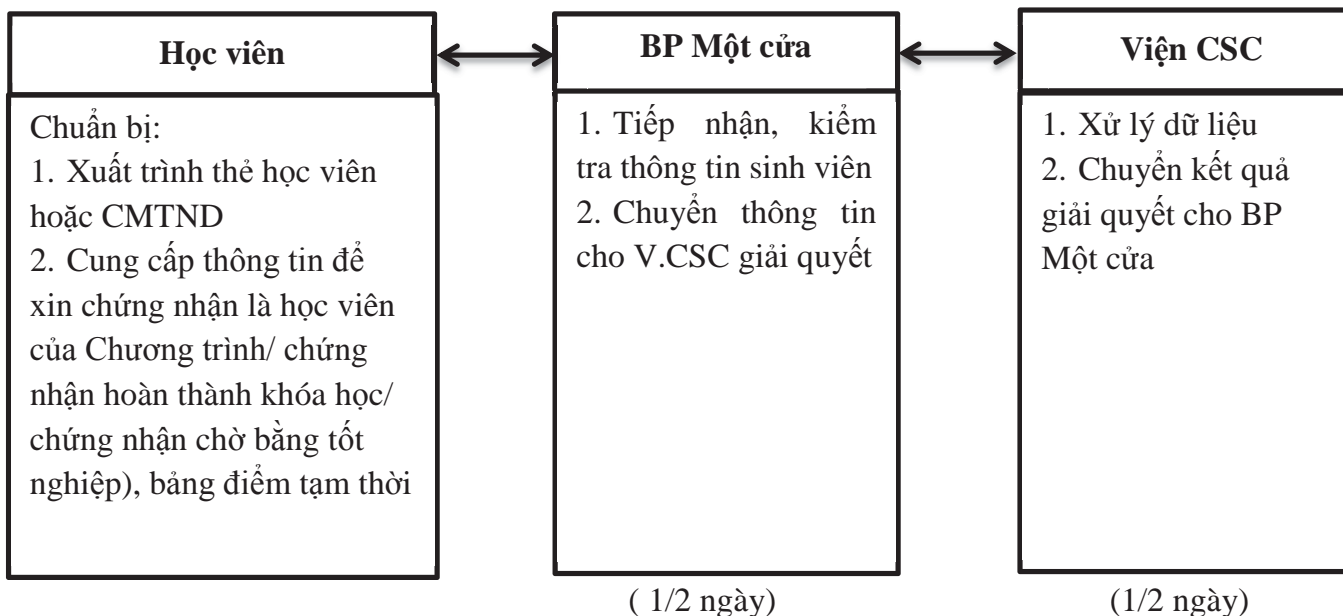 Học viên
Chuẩn bị:
1. Xuất trình thẻ học viên
hoặc CMTND
2. Cung cấp thông tin để
xin chứng nhận là học viên
của Chương trình/ chứng
nhận hoàn thành khóa học/
chứng nhận chờ bằng tốt
nghiệp), bảng điểm tạm thời
BP Một cửa
1. Tiếp nhận, kiểm
tra thông tin sinh viên
2. Chuyển thông tin
cho V.CSC giải quyết
( 1/2 ngày)
Viện CSC
1. Xử lý dữ liệu
2. Chuyển kết quả
giải quyết cho BP
Một cửa
(1/2 ngày)